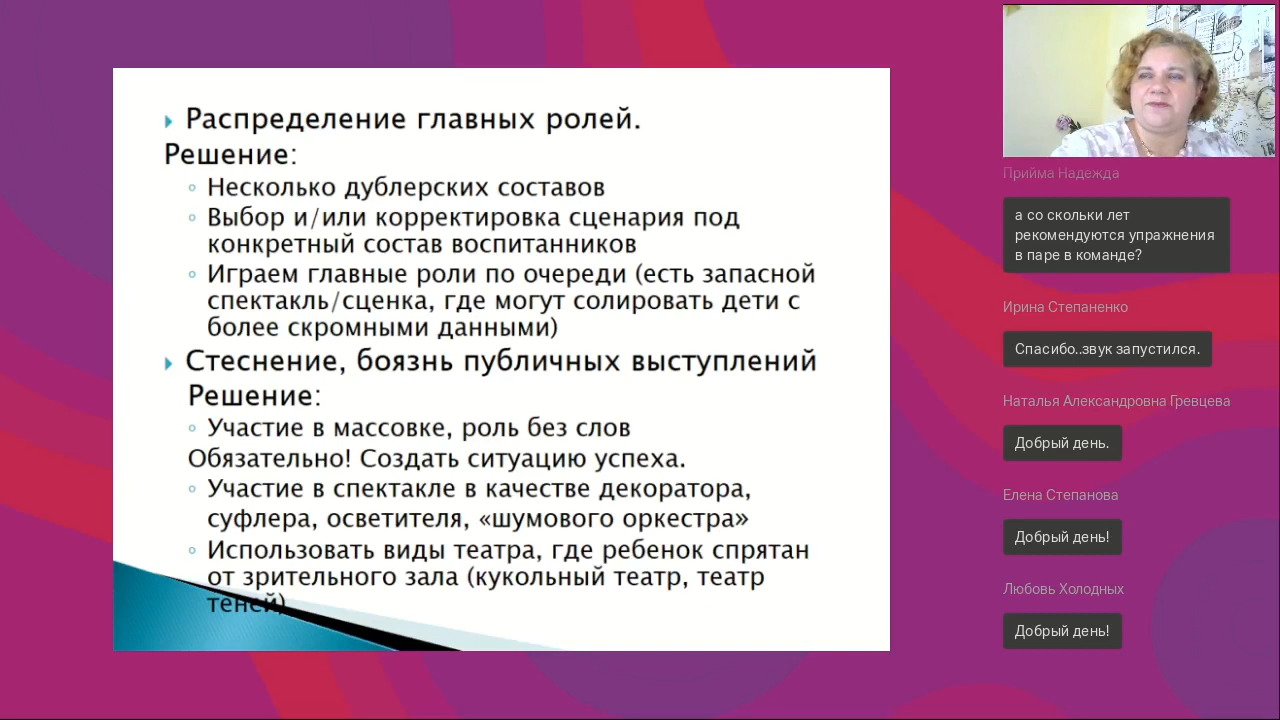 Распределение главных ролей.
Решение:
Несколько дублерских составов
Выбор и/или корректировка сценария под
конкретный состав воспитанников
Играем главные роли по очереди (есть запасной
спектакль/сценка, где могут солировать дети с
более скромными данными)
Стеснение, боязнь публичных выступлений
Решение:
Участие в массовке, роль без слов
Обязательно! Создать ситуацию успеха.
Участие в спектакле в качестве декоратора,
суфлера, осветителя, «шумового оркестра»
Использовать виды театра, где ребенок спрятан
от зрительного зала (кукольный театр, театр
теней)
Прийма Надежда
а со скольки лет
рекомендуются упражнения
в паре в команде?
Ирина Степаненко
Спасибо..звук запустился.
Наталья Александровна Гревцева
Добрый день.
Елена Степанова
Добрый день!
Любовь Холодных
Добрый день!